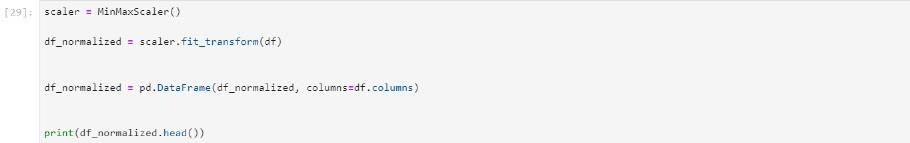 [29]: scaler = MinMaxScaler()
df_normalized = scaler.fit_transform(df)
df_normalized = pd.DataFrame(df_normalized, columns=df.columns)
print(df_normalized.head())